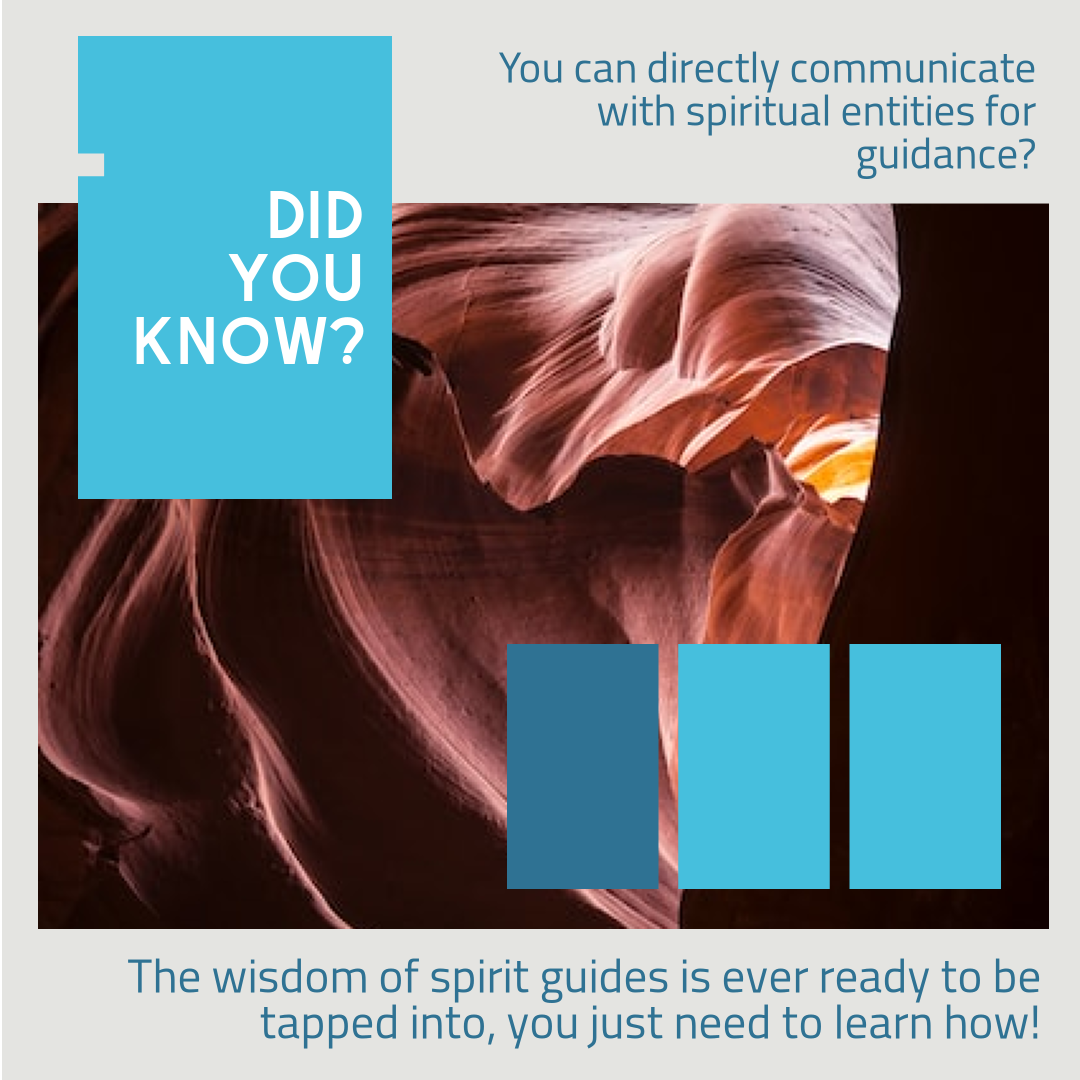 DID
YOU
KNOW?
You can directly communicate
with spiritual entities for
guidance?
The wisdom of spirit guides is ever ready to be
tapped into, you just need to learn how!